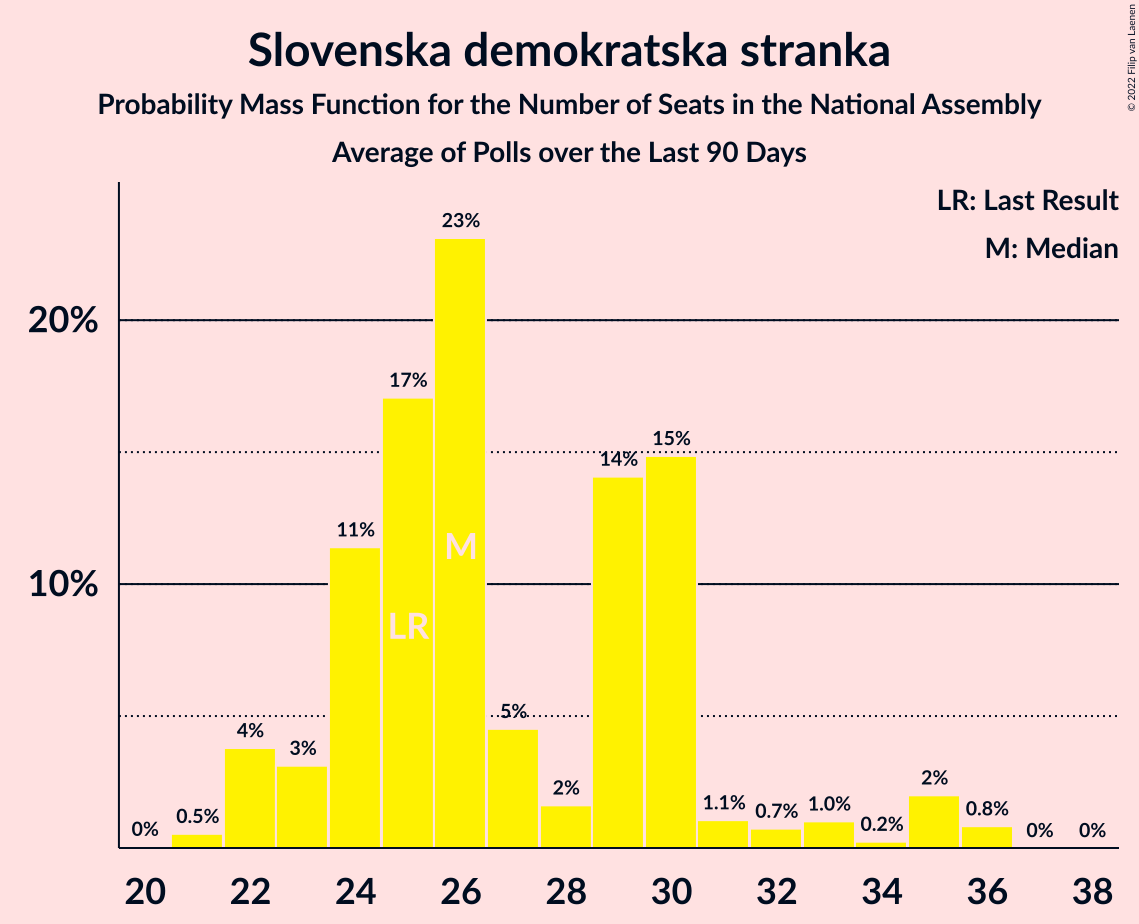 Slovenska demokratska stranka
Probability Mass Function for the Number of Seats in the National Assembly
Average of Polls over the Last 90 Days
© 2022 Filip van Laenen
LR: Last Result
M: Median
20%
10%
0%
0.5%
4%
3%
11%
17%
23%
5%
2%
14%
15%
1.1%
0.7%
1.0%
0.2%
2%
0.8%
0%
0%
LR
M
20 22 24 26 28 30 32 34 36 38